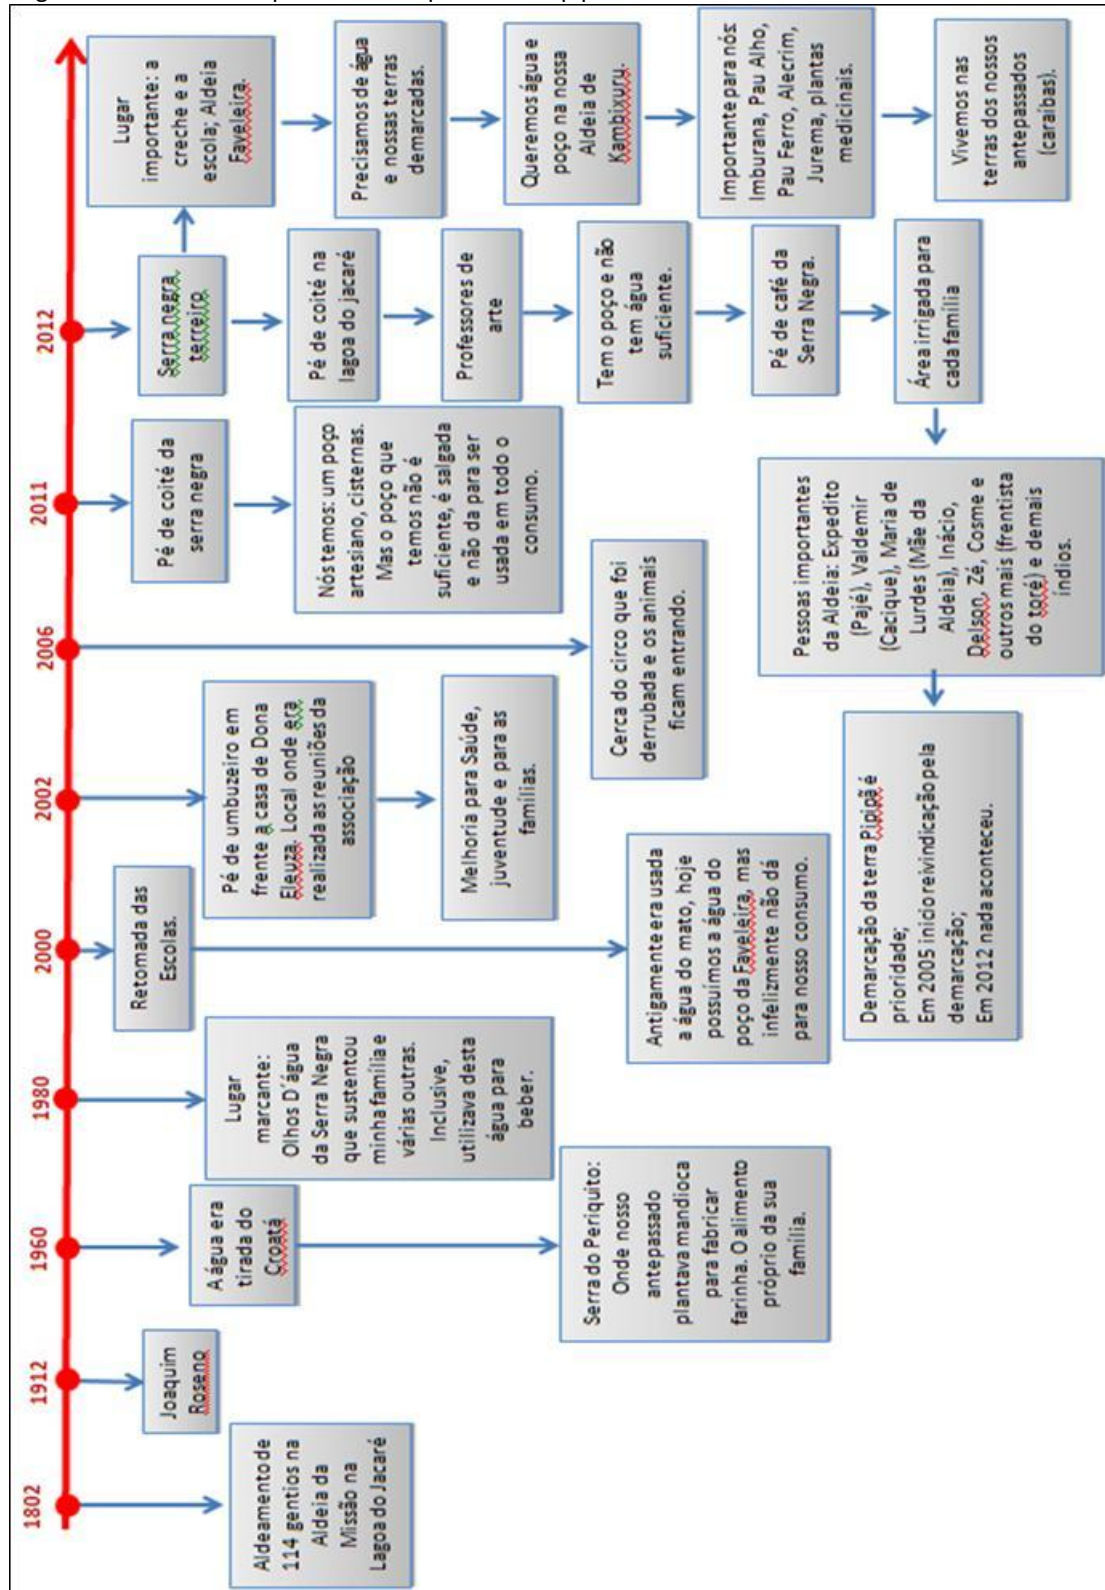 1802
1912
1960
1980
2000
2002
2006
2011
2012
Aldeamento de
114 gentios na
Aldeia da
Missão na
Lagoa do Jacaré
Joaquim
Roseno
A água era
tirada do
Croatá
Serra do Periquito:
Onde nosso
antepassado
plantava mandioca
para fabricar
farinha. O alimento
próprio da sua
família.
Lugar
marcante:
Olhos D´água
da Serra Negra
que sustentou
minha família e
várias outras.
Inclusive,
utilizava desta
água para
beber.
Retomada das
Escolas.
Antigamente era usada
a água do mato, hoje
possuímos a água do
poço da Faveleira, mas
infelizmente não dá
para nosso consumo.
Pé de umbuzeiro em
frente a casa de Dona
Eleuza. Local onde era
realizada as reuniões da
associação
Melhoria para Saúde,
juventude e para as
famílias.
Cerca do circo que foi
derrubada e os animais
ficam entrando.
Pé de coité da
serra negra
Nós temos: um poço
artesiano, cisternas.
Mas o poço que
temos não é
suficiente, é salgada
e não da para ser
usada em todo o
consumo.
Serra negra
terreiro
Pé de coité na
lagoa do jacaré
Professores de
arte
Tem o poço e não
tem água
suficiente.
Pé de café da
Serra Negra.
Área irrigada para
cada família
Pessoas importantes
da Aldeia: Expedito
(Pajé), Valdemir
(Cacique), Maria de
Lurdes (Mãe da
Aldeia), Inácio,
Delson, Zé, Cosme e
outros mais (frentista
do toré) e demais
índios.
Demarcação da terra Pipipã é
prioridade;
Em 2005 inicio reivindicação pela
demarcação;
Em 2012 nada aconteceu.
Lugar
importante: a
creche e a
escola; Aldeia
Faveleira.
Precisamos de água
e nossas terras
demarcadas.
Queremos água e
poço na nossa
Aldeia de
Kambixuru.
Importante para nós:
Imburana, Pau Alho,
Pau Ferro, Alecrim,
Jurema, plantas
medicinais.
Vivemos nas
terras dos nossos
antepassados
(caraibas).